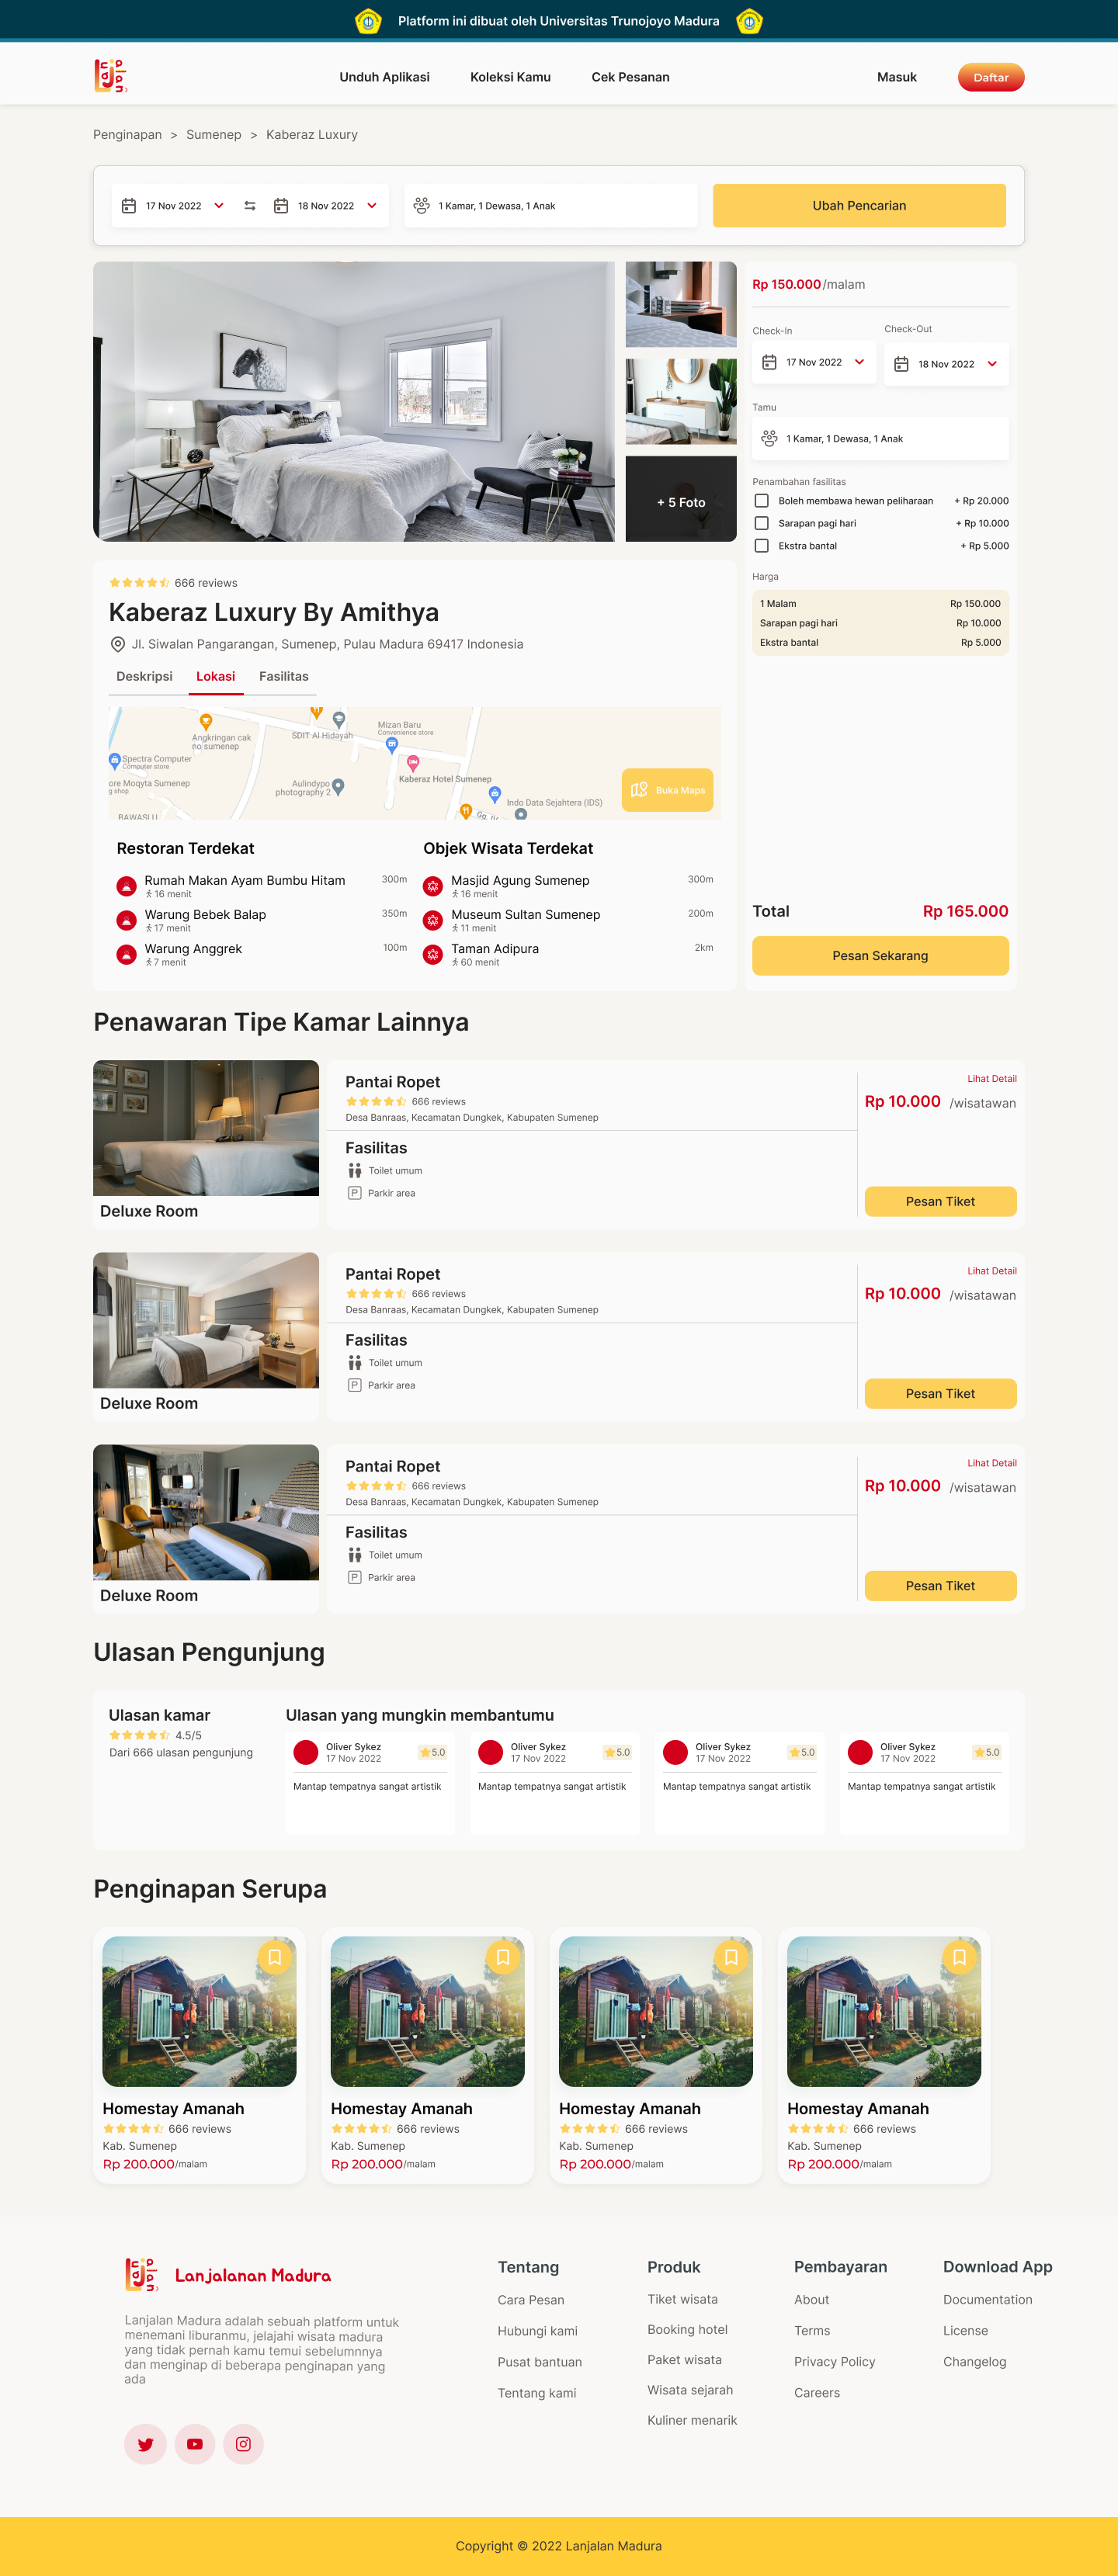 Platform ini dibuat oleh Universitas Trunojoyo Madura
Lanjalan
Unduh Aplikasi
Koleksi Kamu
Cek Pesanan
Masuk
Daftar
Penginapan > Sumenep > Kaberaz Luxury
17 Nov 2022
18 Nov 2022
1 Kamar, 1 Dewasa, 1 Anak
Ubah Pencarian
+ 5 Foto
Rp 150.000/malam
Check-In
Check-Out
17 Nov 2022
18 Nov 2022
Tamu
1 Kamar, 1 Dewasa, 1 Anak
Penambahan fasilitas
Boleh membawa hewan peliharaan + Rp 20.000
Sarapan pagi hari + Rp 10.000
Ekstra bantal + Rp 5.000
Harga
1 Malam Rp 150.000
Sarapan pagi hari Rp 10.000
Ekstra bantal Rp 5.000
Total Rp 165.000
Pesan Sekarang
666 reviews
Kaberaz Luxury By Amithya
Jl. Siwalan Pangarangan, Sumenep, Pulau Madura 69417 Indonesia
Deskripsi
Lokasi
Fasilitas
Angkringan cak
no sumenep
SDIT Al Hidayah
Mizan Baru
Convenience store
Spectra Computer
Computer store
ore Moqyta Sumenep
g shop
Aulindypo
photography 2
Kaberaz Hotel Sumenep
Indo Data Sejahtera (IDS)
BAWASLU
Buka Maps
Restoran Terdekat
Rumah Makan Ayam Bumbu Hitam 300m
16 menit
Warung Bebek Balap 350m
17 menit
Warung Anggrek 100m
7 menit
Objek Wisata Terdekat
Masjid Agung Sumenep 300m
16 menit
Museum Sultan Sumenep 200m
11 menit
Taman Adipura 2km
60 menit
Penawaran Tipe Kamar Lainnya
Deluxe Room
Pantai Ropet
666 reviews
Desa Banraas, Kecamatan Dungkek, Kabupaten Sumenep
Fasilitas
Toilet umum
P Parkir area
Lihat Detail
Rp 10.000 /wisatawan
Pesan Tiket
Deluxe Room
Pantai Ropet
666 reviews
Desa Banraas, Kecamatan Dungkek, Kabupaten Sumenep
Fasilitas
Toilet umum
P Parkir area
Lihat Detail
Rp 10.000 /wisatawan
Pesan Tiket
Deluxe Room
Pantai Ropet
666 reviews
Desa Banraas, Kecamatan Dungkek, Kabupaten Sumenep
Fasilitas
Toilet umum
P Parkir area
Lihat Detail
Rp 10.000 /wisatawan
Pesan Tiket
Ulasan Pengunjung
Ulasan kamar
4.5/5
Dari 666 ulasan pengunjung
Ulasan yang mungkin membantumu
Oliver Sykez
17 Nov 2022
5.0
Mantap tempatnya sangat artistik
Oliver Sykez
17 Nov 2022
5.0
Mantap tempatnya sangat artistik
Oliver Sykez
17 Nov 2022
5.0
Mantap tempatnya sangat artistik
Oliver Sykez
17 Nov 2022
5.0
Mantap tempatnya sangat artistik
Penginapan Serupa
Homestay Amanah
666 reviews
Kab. Sumenep
Rp 200.000/malam
Homestay Amanah
666 reviews
Kab. Sumenep
Rp 200.000/malam
Homestay Amanah
666 reviews
Kab. Sumenep
Rp 200.000/malam
Homestay Amanah
666 reviews
Kab. Sumenep
Rp 200.000/malam
Lanjalan
Lanjalanan Madura
Lanjalan Madura adalah sebuah platform untuk
menemani liburanmu, jelajahi wisata madura
yang tidak pernah kamu temui sebelumnnya
dan menginap di beberapa penginapan yang
ada
Tentang
Cara Pesan
Hubungi kami
Pusat bantuan
Tentang kami
Produk
Tiket wisata
Booking hotel
Paket wisata
Wisata sejarah
Kuliner menarik
Pembayaran
About
Terms
Privacy Policy
Careers
Download App
Documentation
License
Changelog
Copyright © 2022 Lanjalan Madura